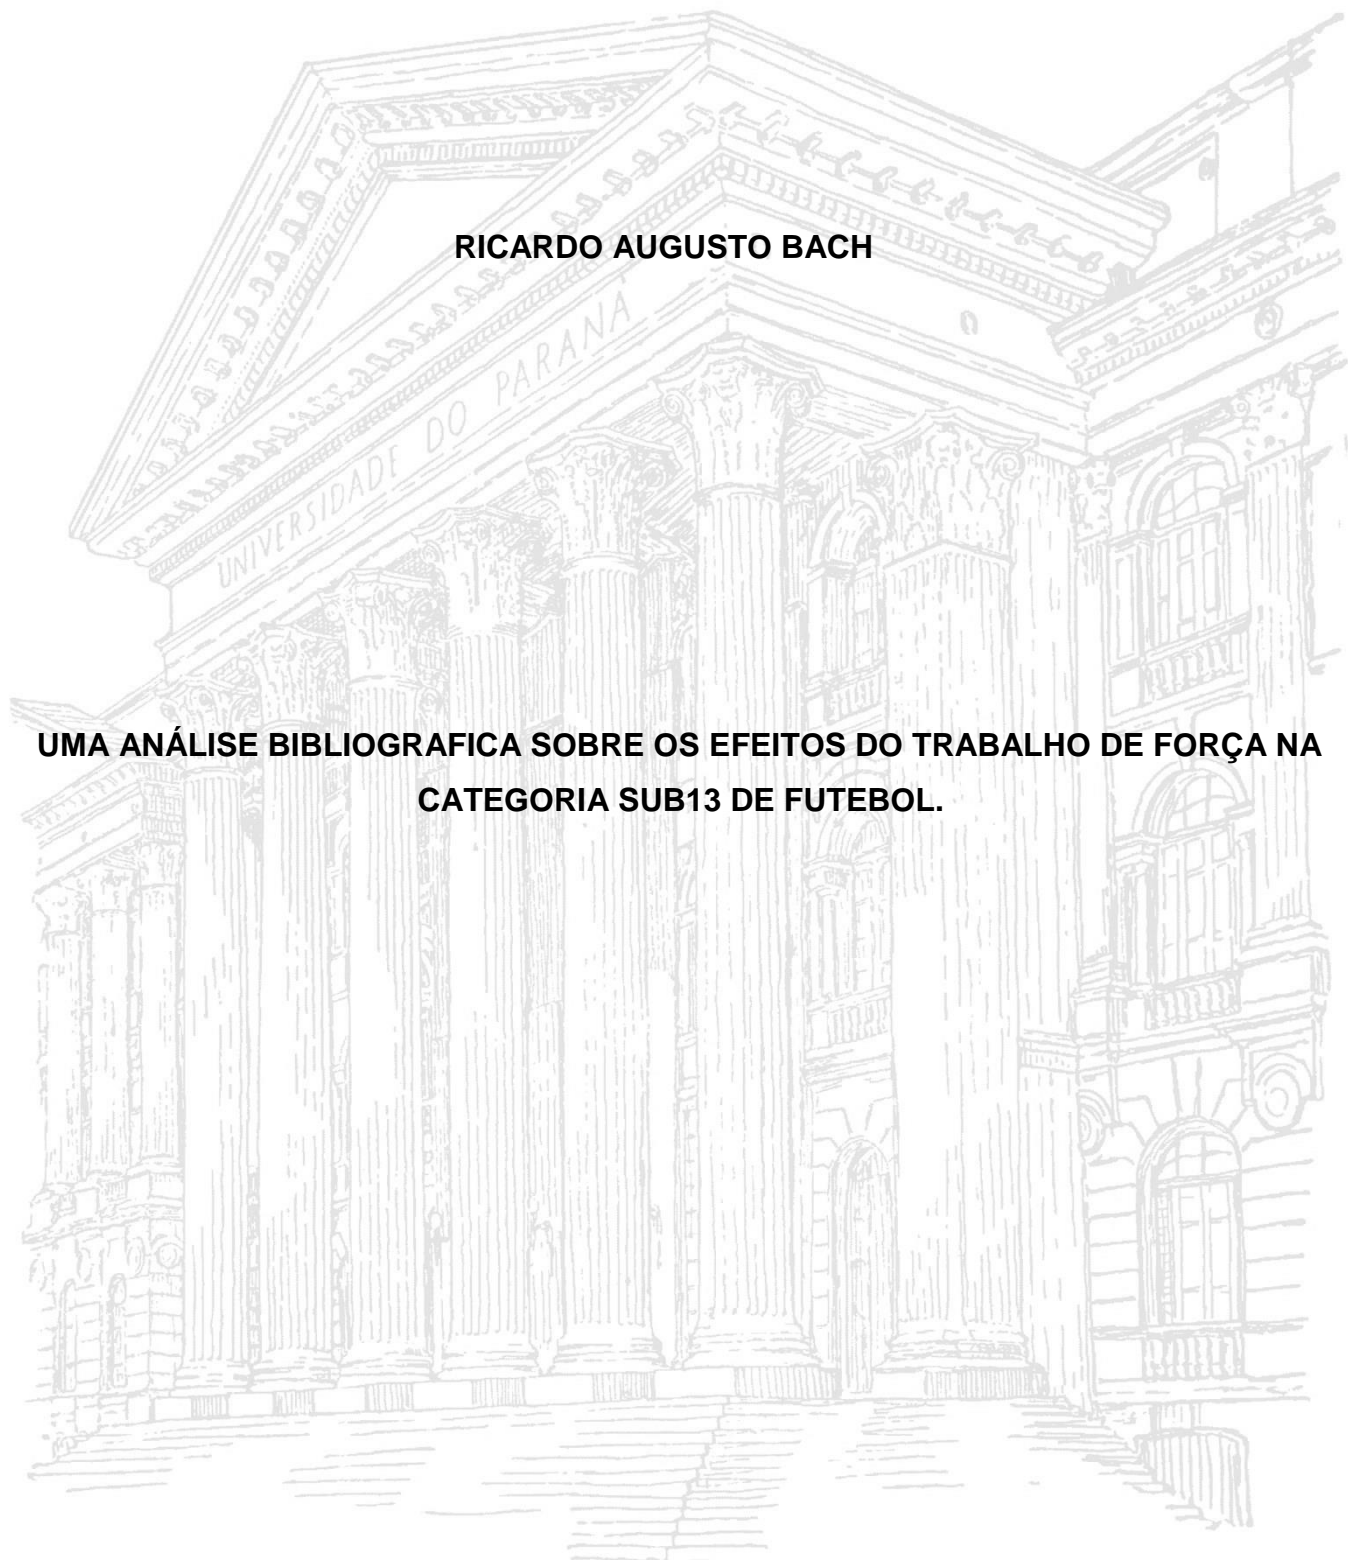 RICARDO AUGUSTO BACH
UNIVERSIDADE DO PARANÁ
UMA ANÁLISE BIBLIOGRAFICA SOBRE OS EFEITOS DO TRABALHO DE FORÇA NA
CATEGORIA SUB13 DE FUTEBOL.